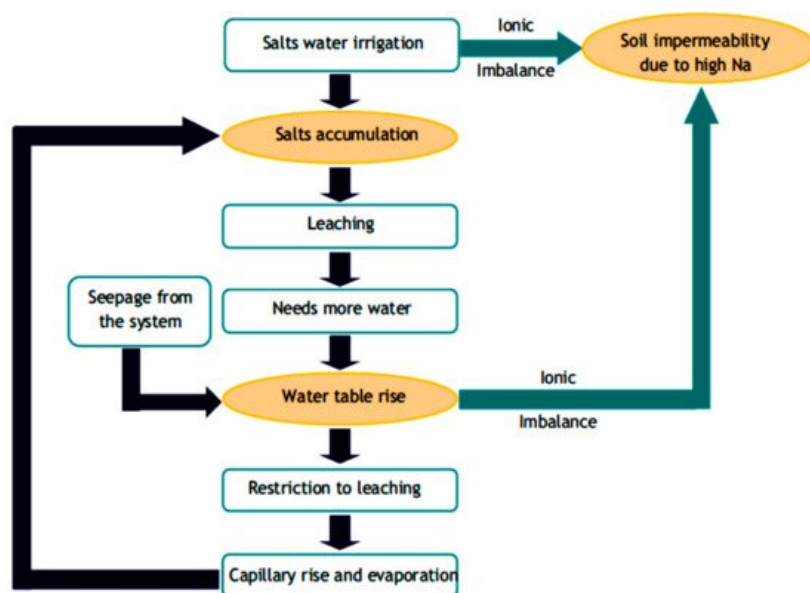 Salts water irrigation
Ionic
Imbalance
Soil impermeability
due to high Na
Salts accumulation
Leaching
Seepage from
the system
Needs more water
Water table rise
Ionic
Imbalance
Restriction to leaching
Capillary rise and evaporation